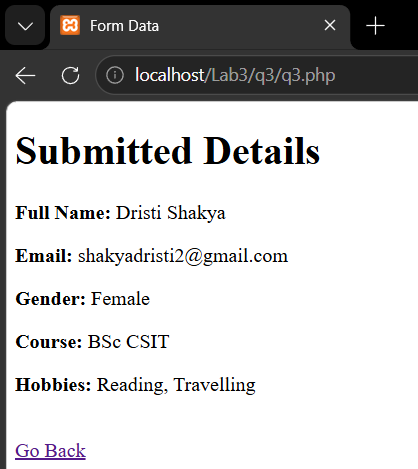 Form Data
localhost/Lab3/q3/q3.php
Submitted Details
Full Name: Dristi Shakya
Email: shakyadristi2@gmail.com
Gender: Female
Course: BSc CSIT
Hobbies: Reading, Travelling
Go Back